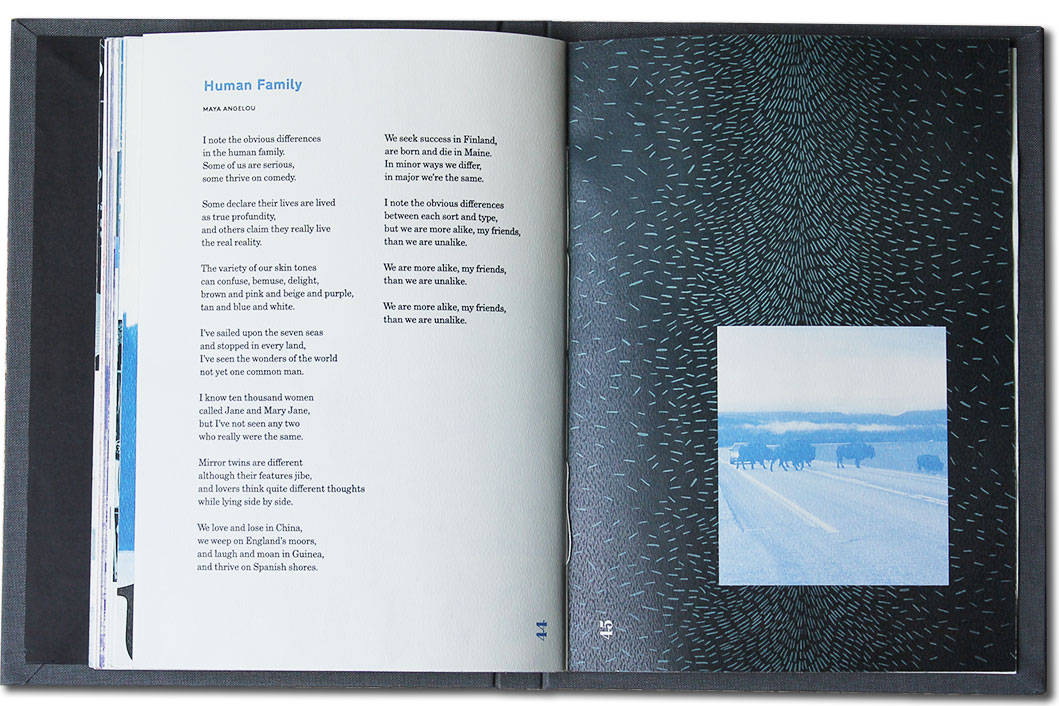 Human Family
MAYA ANGELOU
I note the obvious differences
in the human family.
Some of us are serious,
some thrive on comedy.
Some declare their lives are lived
as true profundity,
and others claim they really live
the real reality.
The variety of our skin tones
can confuse, bemuse, delight,
brown and pink and beige and purple,
tan and blue and white.
I've sailed upon the seven seas
and stopped in every land,
I've seen the wonders of the world
not yet one common man.
I know ten thousand women
called Jane and Mary Jane,
but I've not seen any two
who really were the same.
Mirror twins are different
although their features jibe,
and lovers think quite different thoughts
while lying side by side.
We love and lose in China,
we weep on England's moors,
and laugh and moan in Guinea,
and thrive on Spanish shores.
We seek success in Finland,
are born and die in Maine.
In minor ways we differ,
in major we're the same.
I note the obvious differences
between each sort and type,
but we are more alike, my friends,
than we are unalike.
We are more alike, my friends,
than we are unalike.
We are more alike, my friends,
than we are unalike.
44
45